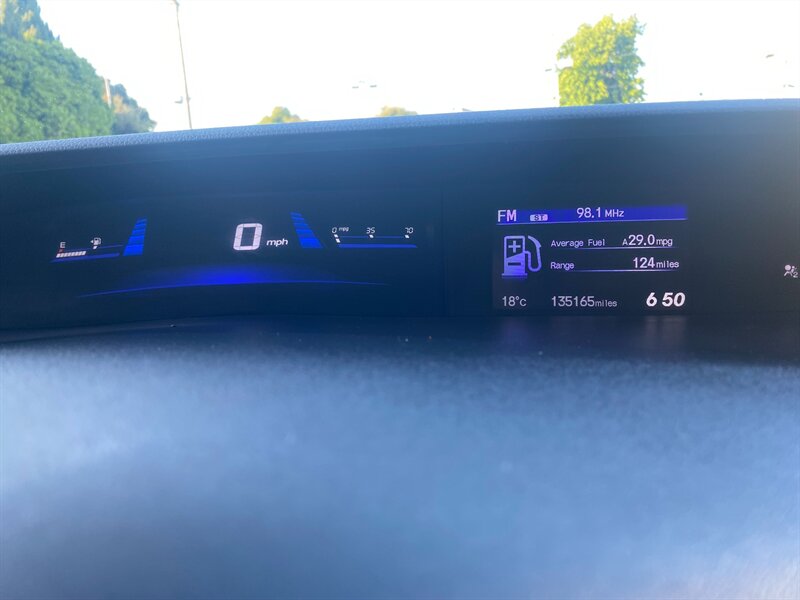 E
0 mph
0 mpg 35 70
FM ST 98.1 MHz
Average Fuel A29.0mpg
Range 124miles
18°C 135165miles 6 50